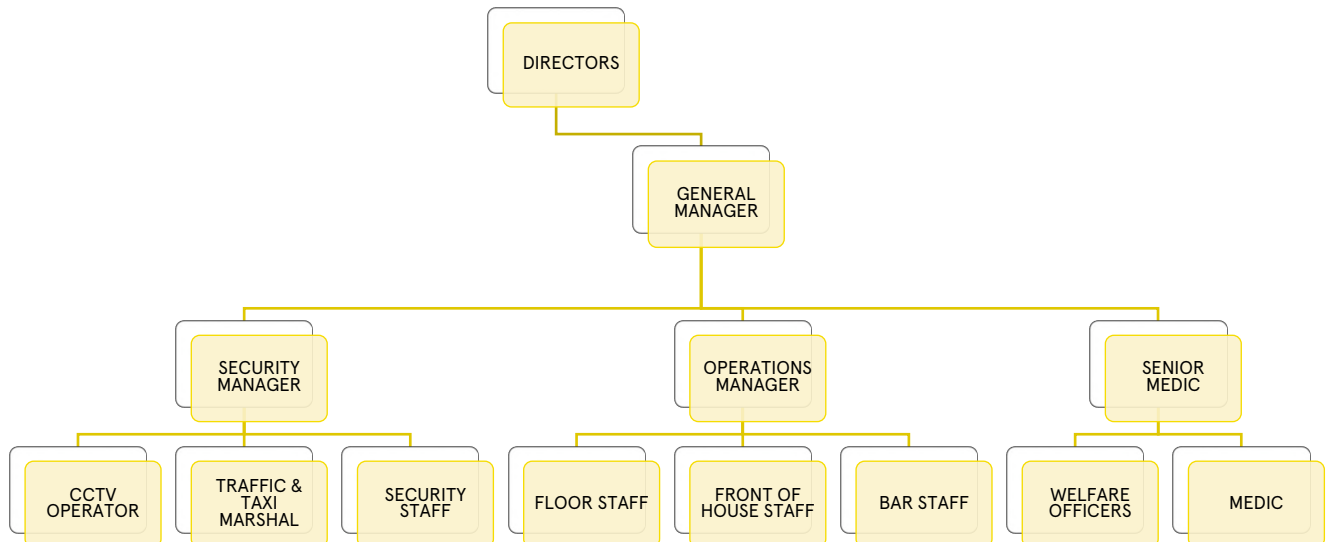 DIRECTORS
GENERAL
MANAGER
SECURITY
MANAGER
OPERATIONS
MANAGER
SENIOR
MEDIC
CCTV
OPERATOR
TRAFFIC &
TAXI
MARSHAL
SECURITY
STAFF
FLOOR STAFF
FRONT OF
HOUSE STAFF
BAR STAFF
WELFARE
OFFICERS
MEDIC